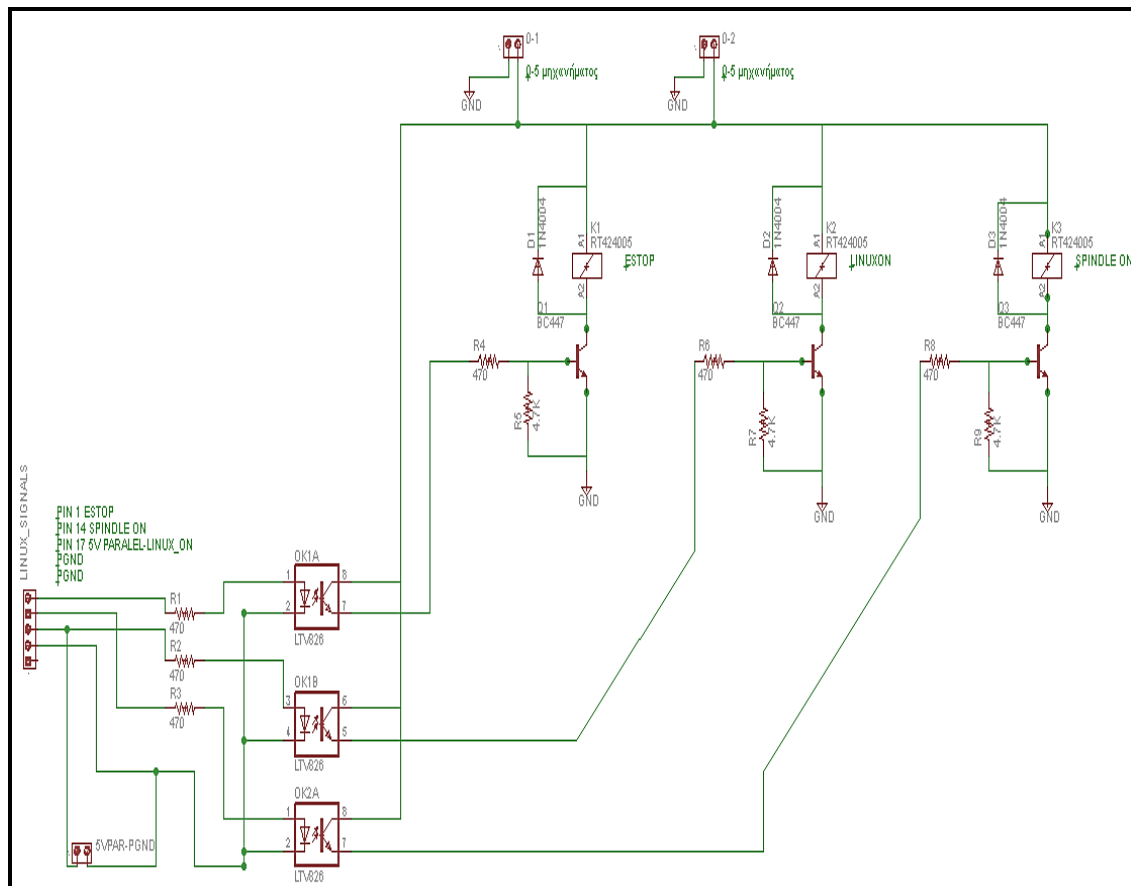 0-1
0-5 μηχανήματος
GND
0-2
0-5 μηχανήματος
GND
D1
1N4004
A1
K1
RT424005
ESTOP
A2
Q1
BC447
D2
1N4004
A1
K2
RT424005
LINUXON
A2
Q2
BC447
D3
1N4004
A1
K3
RT424005
SPINDLE ON
A2
Q3
BC447
R4
470
R5
4.7K
GND
R6
470
R7
4.7K
GND
R8
470
R9
4.7K
GND
LINUX_SIGNALS
PIN 1 ESTOP
PIN 14 SPINDLE ON
PIN 17 5V PARALEL-LINUX_ON
PGND
PGND
R1
470
R2
470
R3
470
OK1A
1
2
8
7
LTV826
OK1B
3
4
6
5
LTV826
OK2A
1
2
8
7
LTV826
5VPAR-PGND